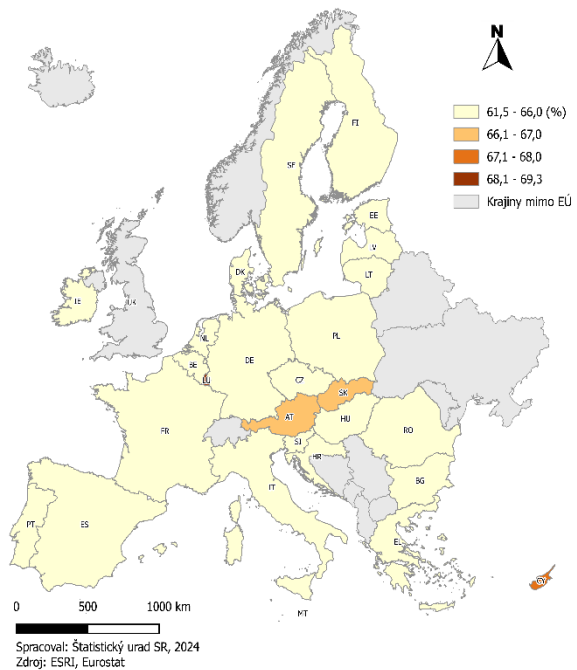 N
61,5 - 66,0 (%)
66,1 - 67,0
67,1 - 68,0
68,1 - 69,3
Krajiny mimo EÚ
FI
SE
EE
LV
LT
DK
IE
UK
NL
PL
DE
BE
LU
CZ
SK
AT
HU
FR
RO
SI
HR
IT
BG
PT
ES
EL
CY
MT
0 500 1000 km
Spracoval: Štatistický urad SR, 2024
Zdroj: ESRI, Eurostat